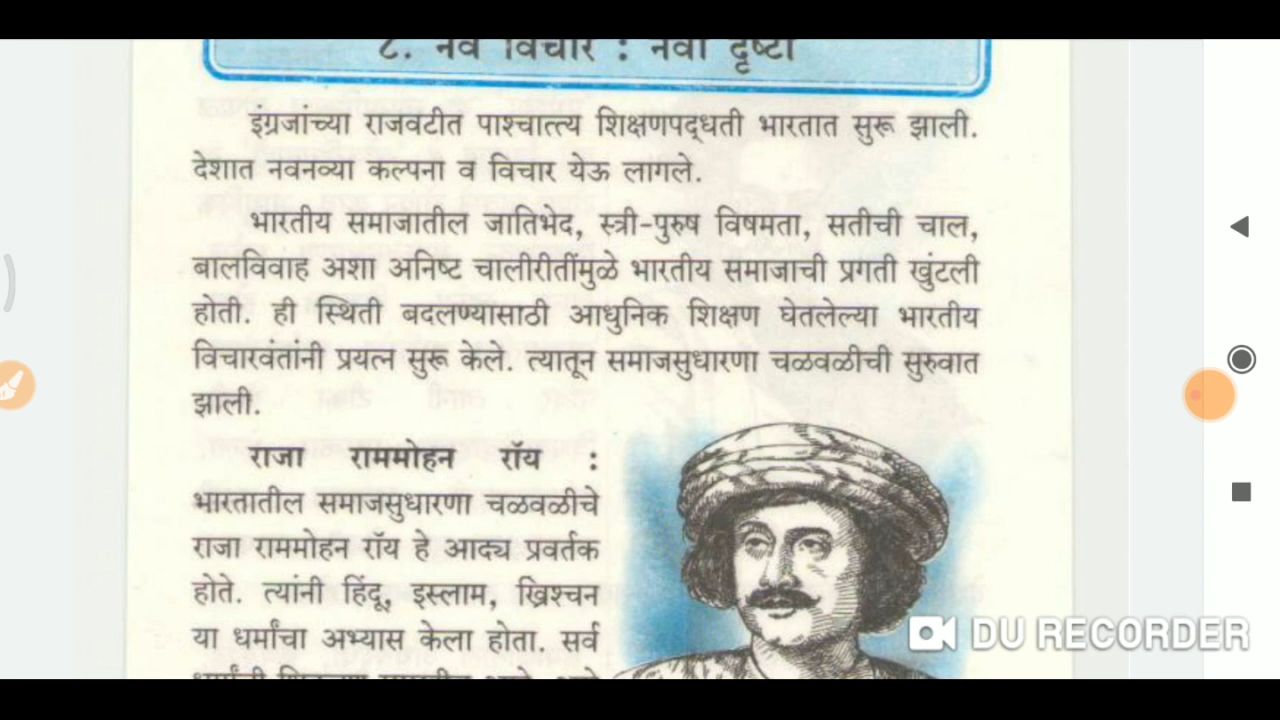 ८. नवे विचार : नवी दृष्टी
इंग्रजांच्या राजवटीत पाश्चात्त्य शिक्षणपद्धती भारतात सुरू झाली.
देशात नवनव्या कल्पना व विचार येऊ लागले.
भारतीय समाजातील जातिभेद, स्त्री-पुरुष विषमता, सतीची चाल,
बालविवाह अशा अनिष्ट चालीरीतींमुळे भारतीय समाजाची प्रगती खुंटली
होती. ही स्थिती बदलण्यासाठी आधुनिक शिक्षण घेतलेल्या भारतीय
विचारवंतांनी प्रयत्न सुरू केले. त्यातून समाजसुधारणा चळवळीची सुरुवात
झाली.
राजा राममोहन रॉय :
भारतातील समाजसुधारणा चळवळीचे
राजा राममोहन रॉय हे आद्य प्रवर्तक
होते. त्यांनी हिंदू, इस्लाम, ख्रिश्चन
या धर्मांचा अभ्यास केला होता. सर्व
DU RECORDER